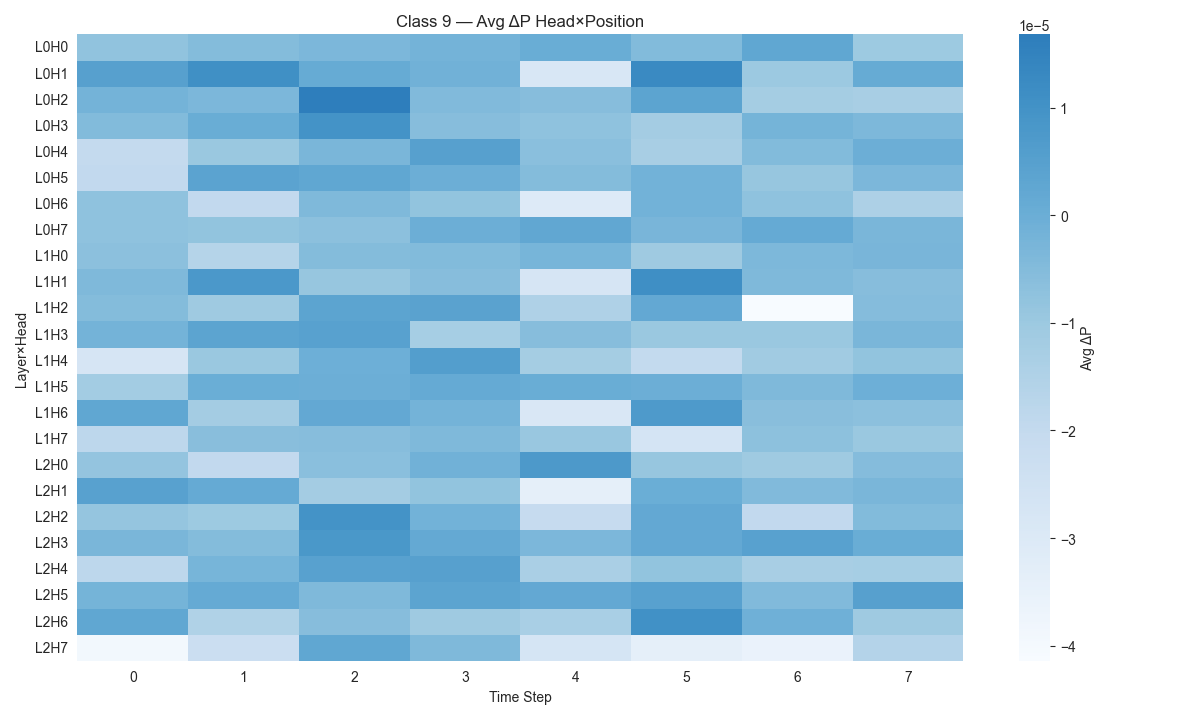 Class 9 — Avg ΔP Head×Position
1e−5
L0H0
L0H1
L0H2
L0H3
L0H4
L0H5
L0H6
L0H7
L1H0
L1H1
L1H2
L1H3
L1H4
L1H5
L1H6
L1H7
L2H0
L2H1
L2H2
L2H3
L2H4
L2H5
L2H6
L2H7
Layer×Head
0 1 2 3 4 5 6 7
Time Step
1
0
−1
−2
−3
−4
Avg ΔP